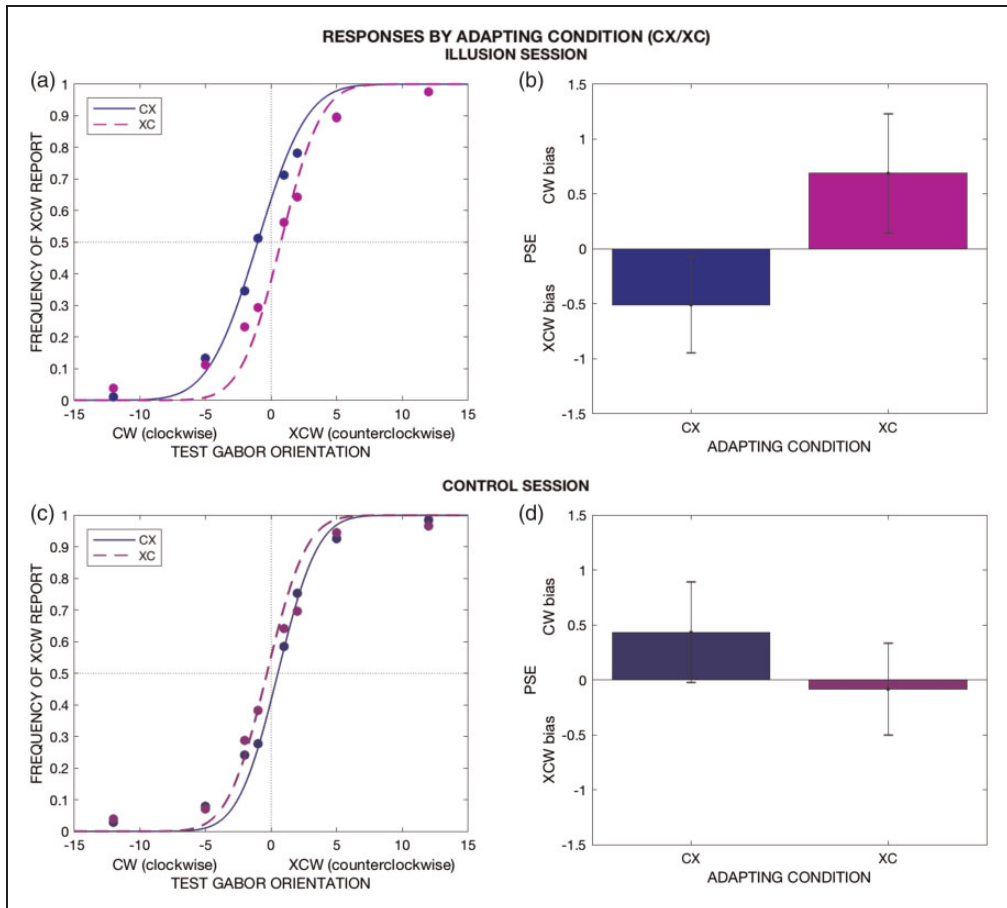 RESPONSES BY ADAPTING CONDITION (CX/XC)
ILLUSION SESSION
(a)
CX
XC
FREQUENCY OF XCW REPORT
1
0.9
0.8
0.7
0.6
0.5
0.4
0.3
0.2
0.1
0
-15 -10 -5 0 5 10 15
CW (clockwise) XCW (counterclockwise)
TEST GABOR ORIENTATION
(b)
PSE
CW bias
XCW bias
1.5
1
0.5
0
-0.5
-1
-1.5
CX XC
ADAPTING CONDITION
CONTROL SESSION
(c)
CX
XC
FREQUENCY OF XCW REPORT
1
0.9
0.8
0.7
0.6
0.5
0.4
0.3
0.2
0.1
0
-15 -10 -5 0 5 10 15
CW (clockwise) XCW (counterclockwise)
TEST GABOR ORIENTATION
(d)
PSE
CW bias
XCW bias
1.5
1
0.5
0
-0.5
-1
-1.5
CX XC
ADAPTING CONDITION